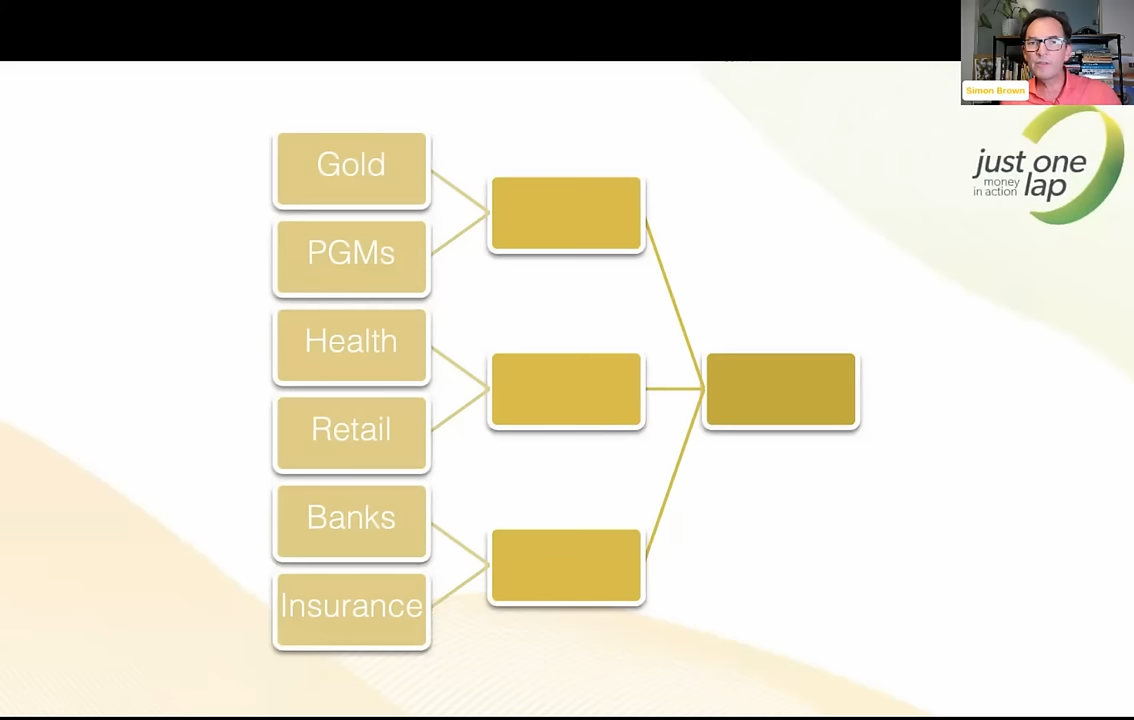 Simon Brown
just one
money
in action
lap
Gold
PGMs
Health
Retail
Banks
Insurance